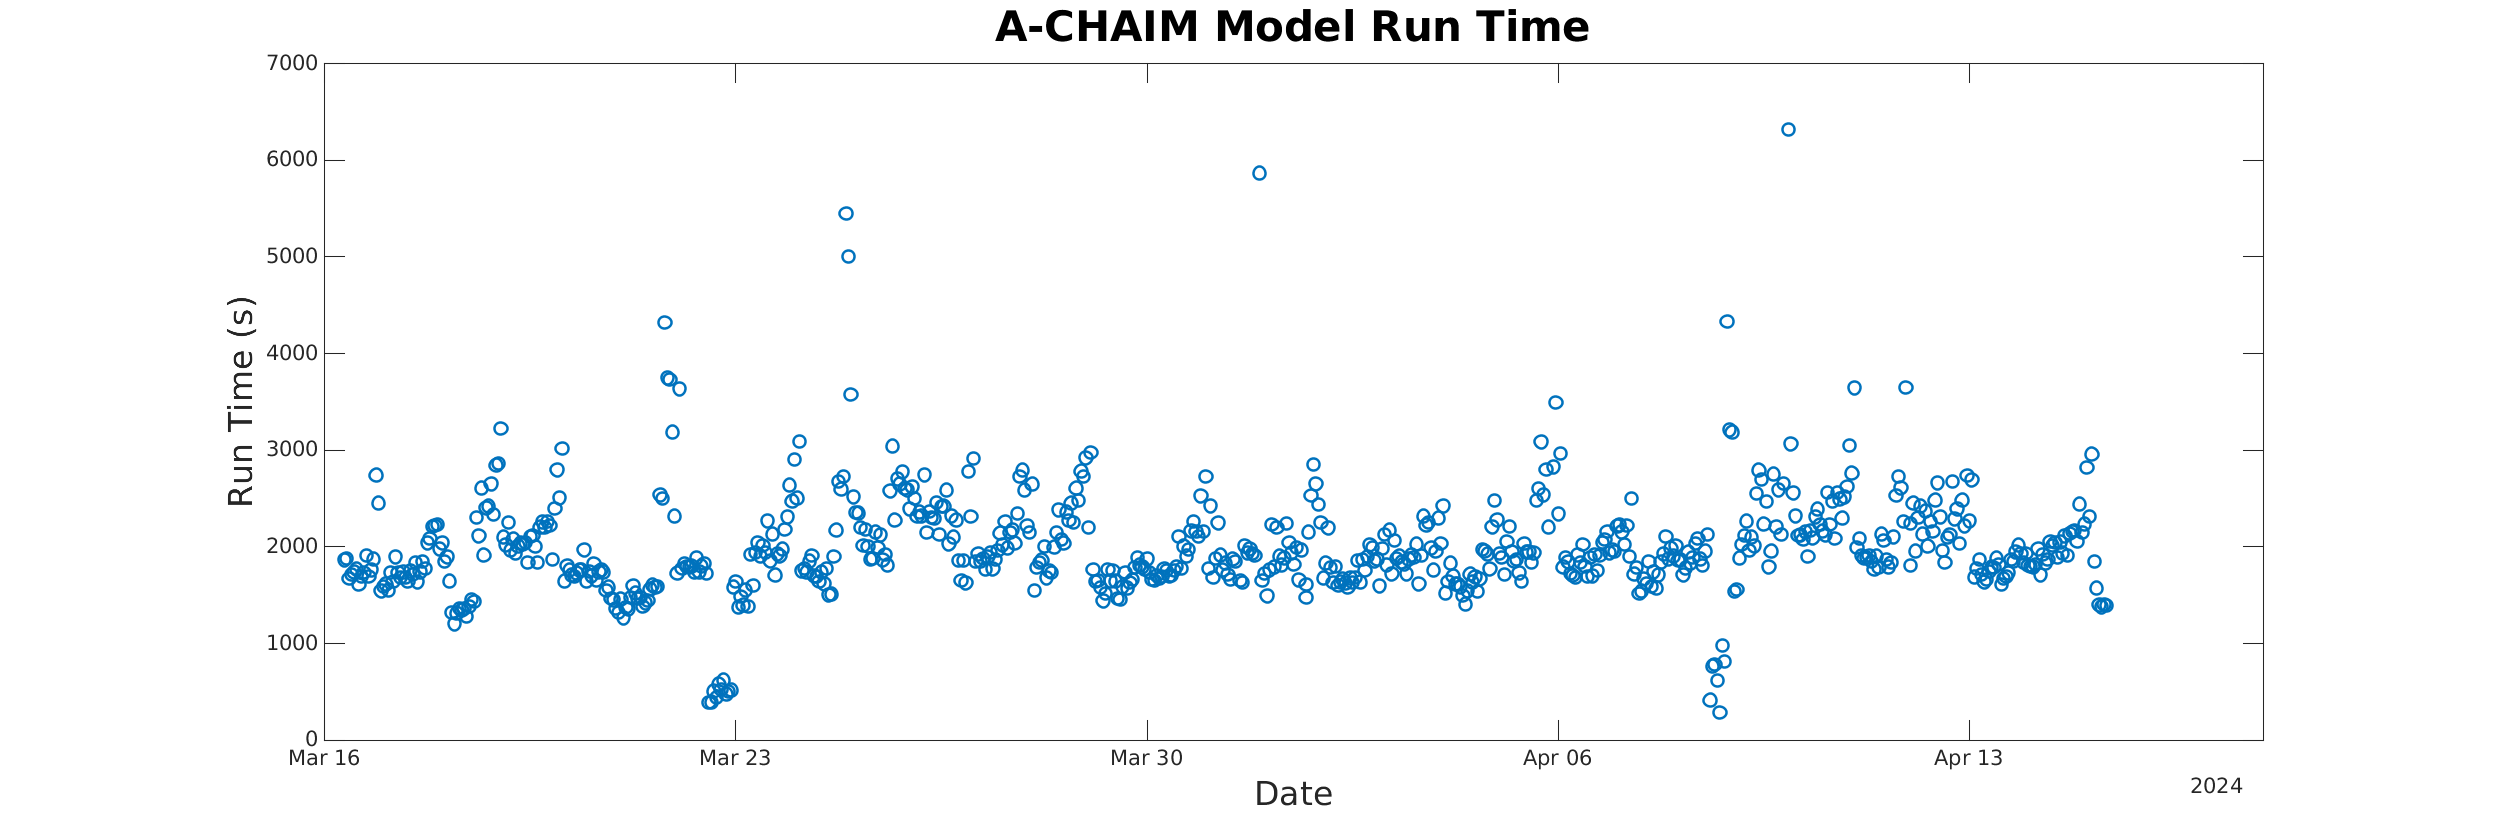 A-CHAIM Model Run Time
7000
6000
5000
4000
3000
2000
1000
0
Run Time (s)
Mar 16
Mar 23
Mar 30
Apr 06
Apr 13
2024
Date